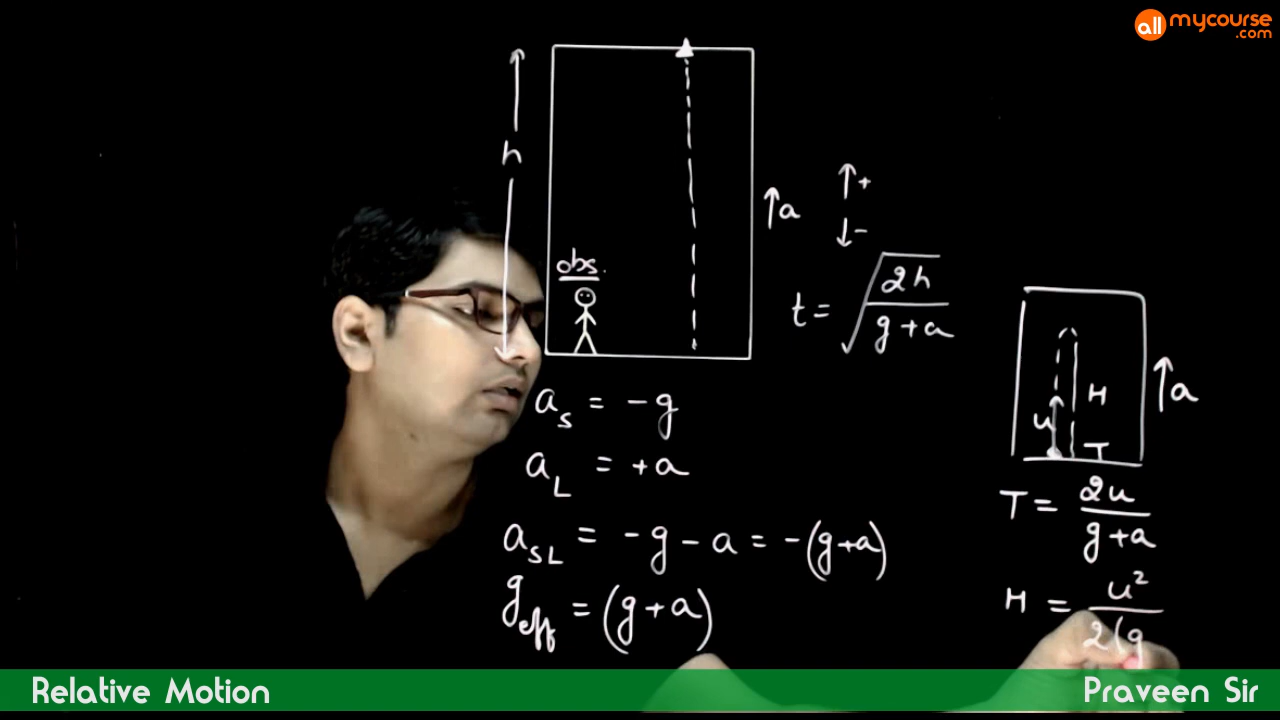 all mycourse
.com
h
obs.
↑a
↑+
↓-
t = √(2h/(g+a))
a_S = -g
a_L = +a
a_SL = -g - a = -(g+a)
g_eff = (g+a)
u
H
T
↑a
T = 2u/(g+a)
H = u²/2(g
Relative Motion
Praveen Sir